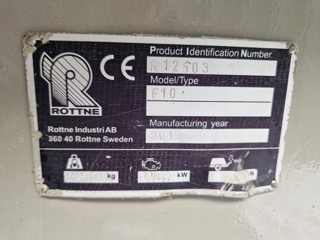 Product Identification Number.
R12503
Model/Type
F10
ROTTNE
Manufacturing year
Rottne Industri AB
360 40 Rottne Sweden
kg
kW
N